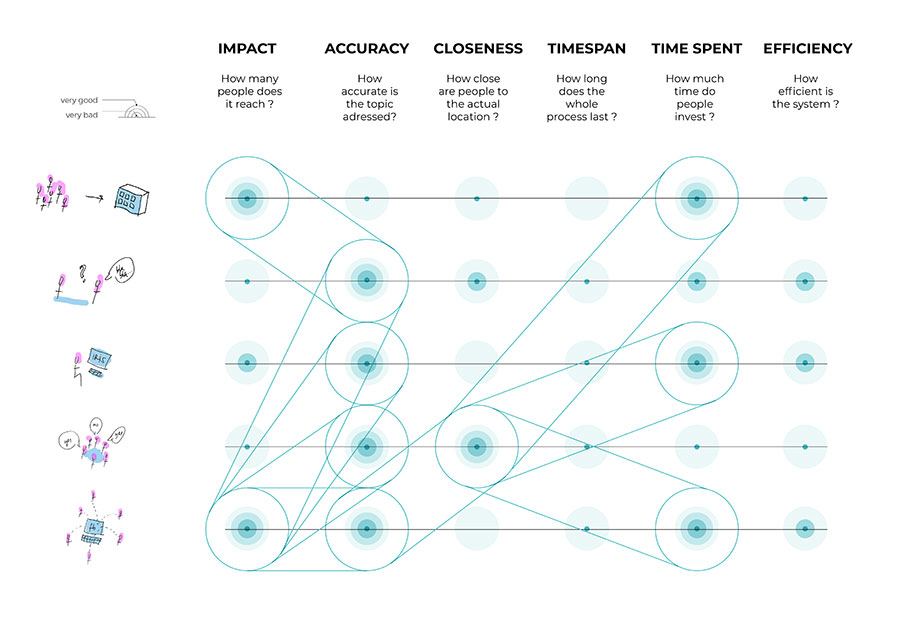 IMPACT
ACCURACY
CLOSENESS
TIMESPAN
TIME SPENT
EFFICIENCY
How many
people does
it reach ?
How
accurate is
the topic
adressed?
How close
are people to
the actual
location ?
How long
does the
whole
process last ?
How much
time do
people
invest ?
How
efficient is
the system ?
very good
very bad
?